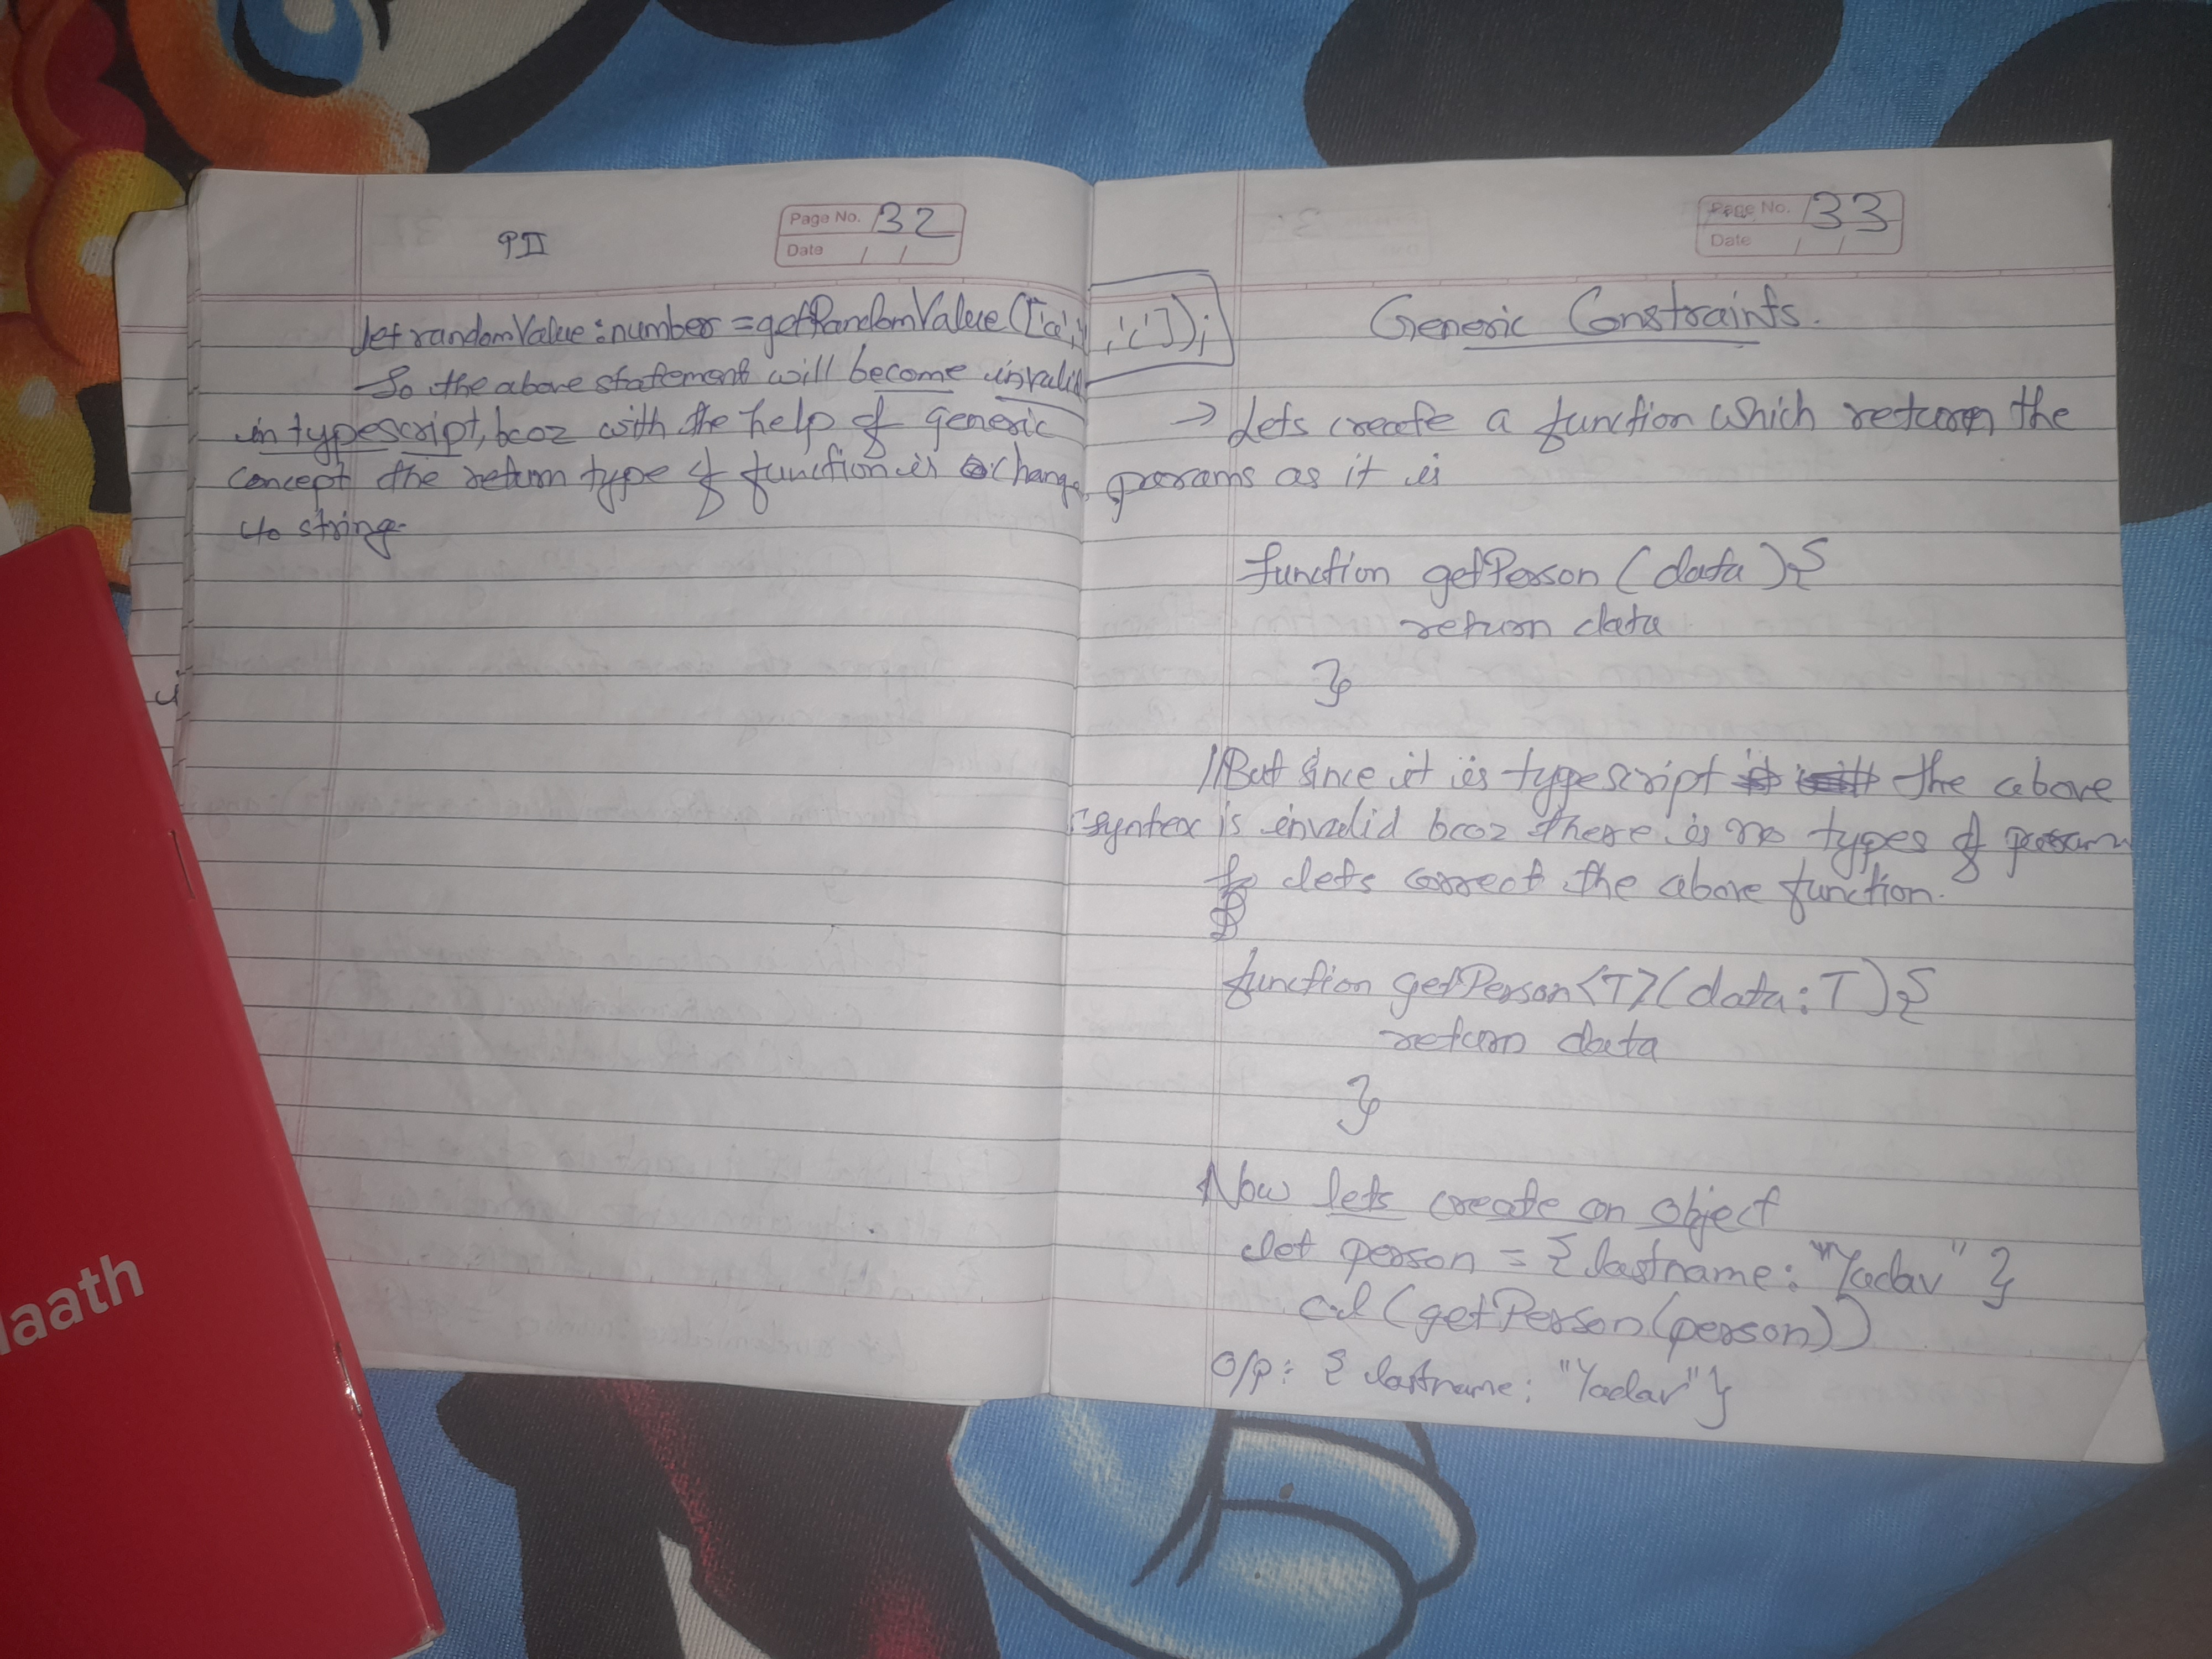 PII
Page No. 32
Date / /
let randomValue:number = getRandomValue(['a','
,'c']);
So the above statement will become invalid
in typescript, bcoz with the help of generic
concept the return type of function is change
to string.
Page No. 33
Date / /
Generic Constraints.
→ Lets create a function which return the
params as it is
function getPerson (data){
return data
}
//But since it is typescript the above
syntex is invalid bcoz there is no types of param
lets correct the above function.
function getPerson<T>(data:T){
return data
}
Now lets create an object
let person = { lastname: "Yadav" }
c.l (getPerson(person))
O/p: { lastname: "Yadav"}
laath